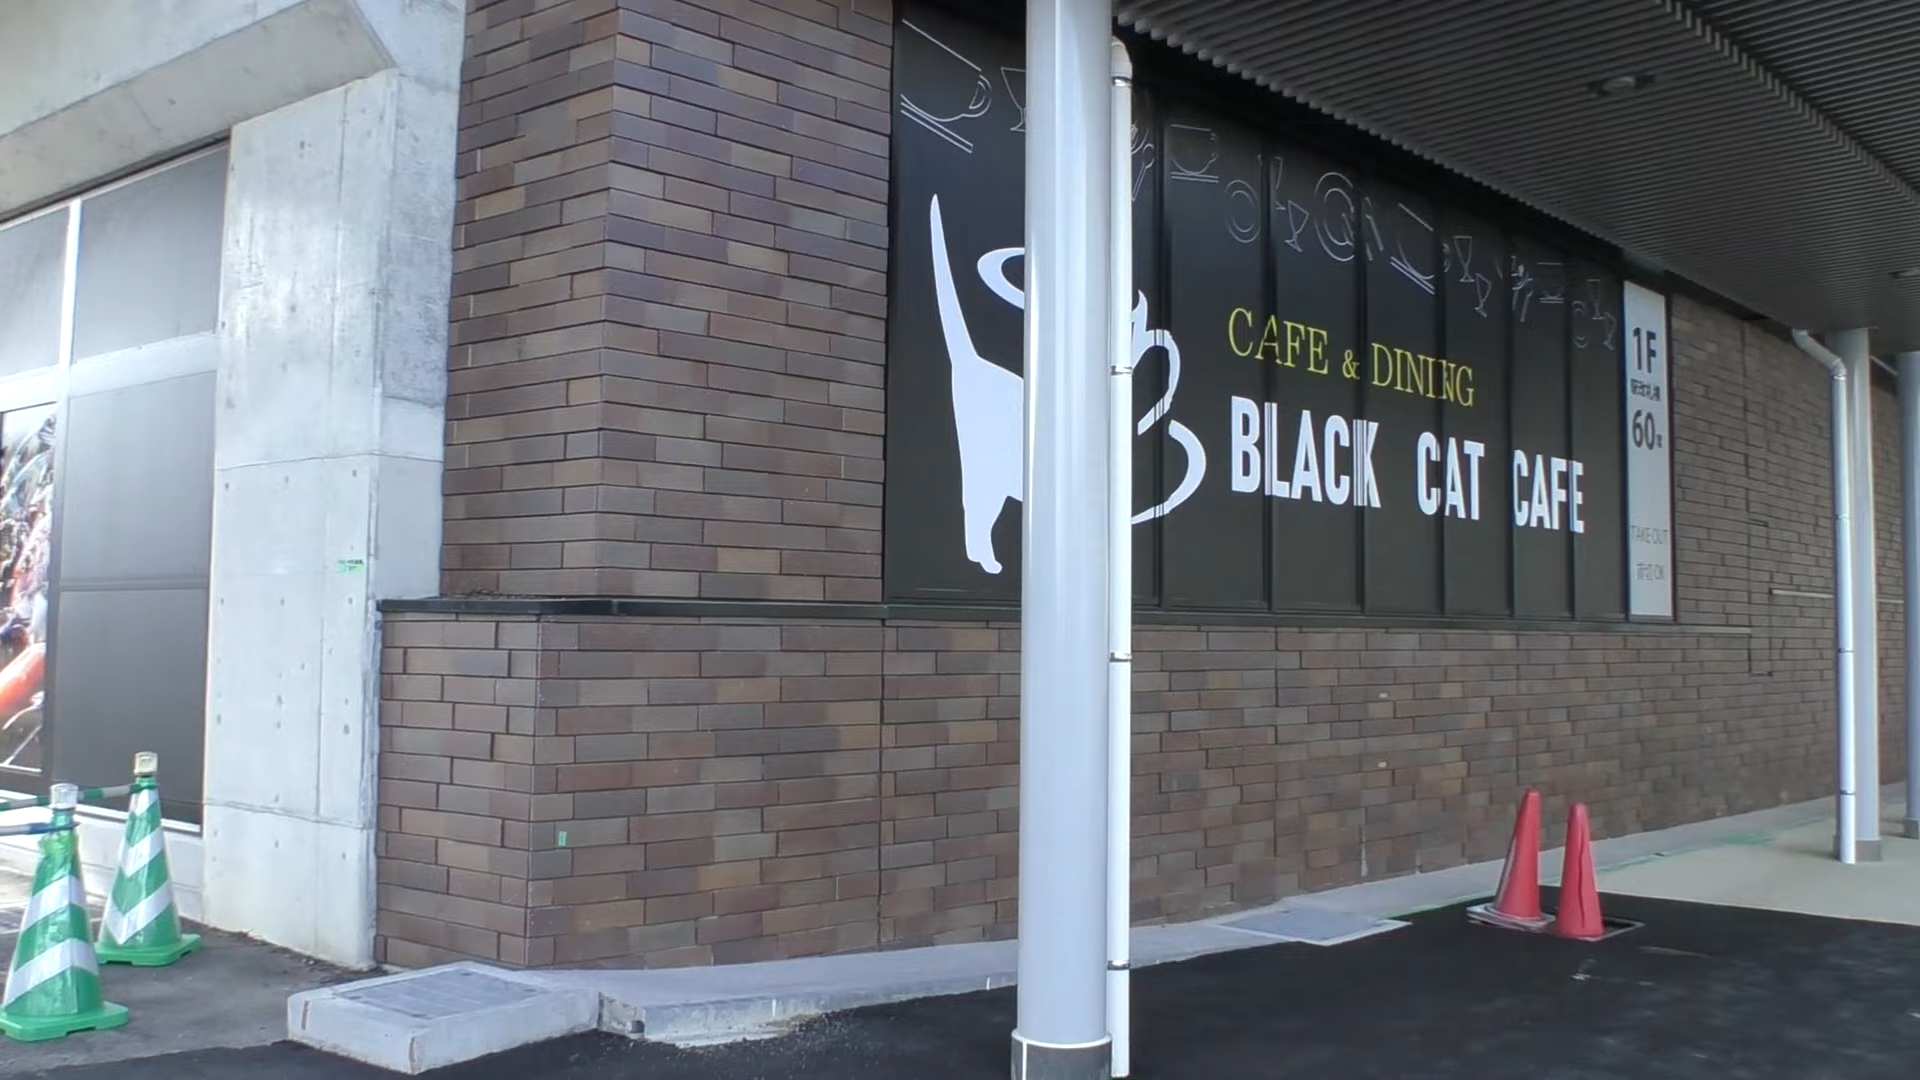 CAFE & DINING
BLACK CAT CAFE
1F
60
TAKE OUT